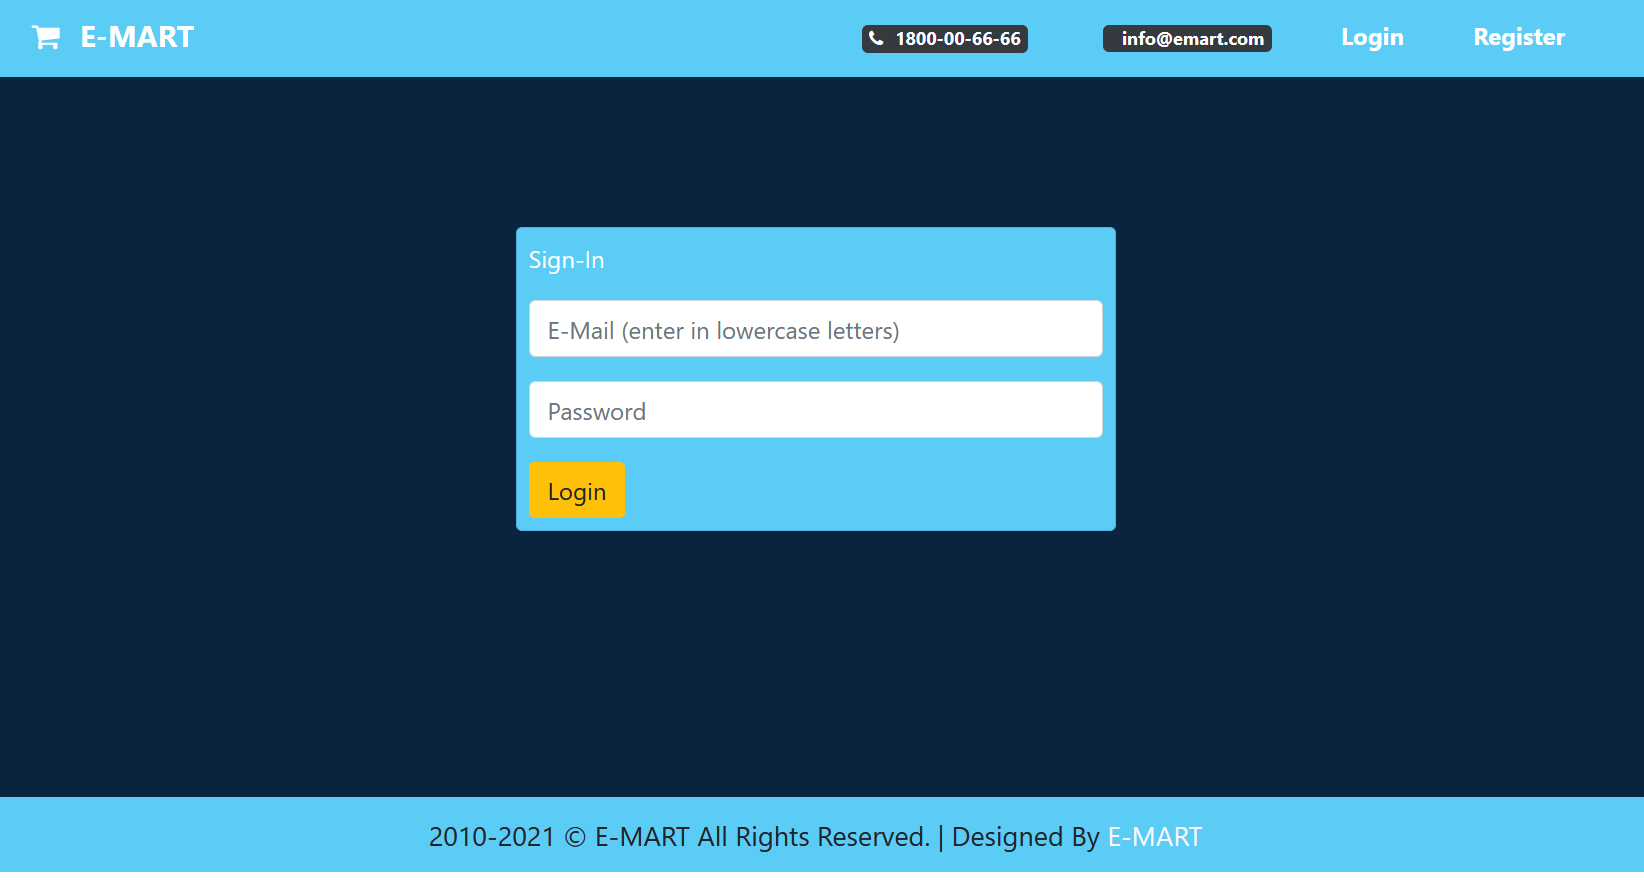 E-MART 1800-00-66-66 info@emart.com Login Register
Sign-In
E-Mail (enter in lowercase letters)
Password
Login
2010-2021 © E-MART All Rights Reserved. | Designed By E-MART